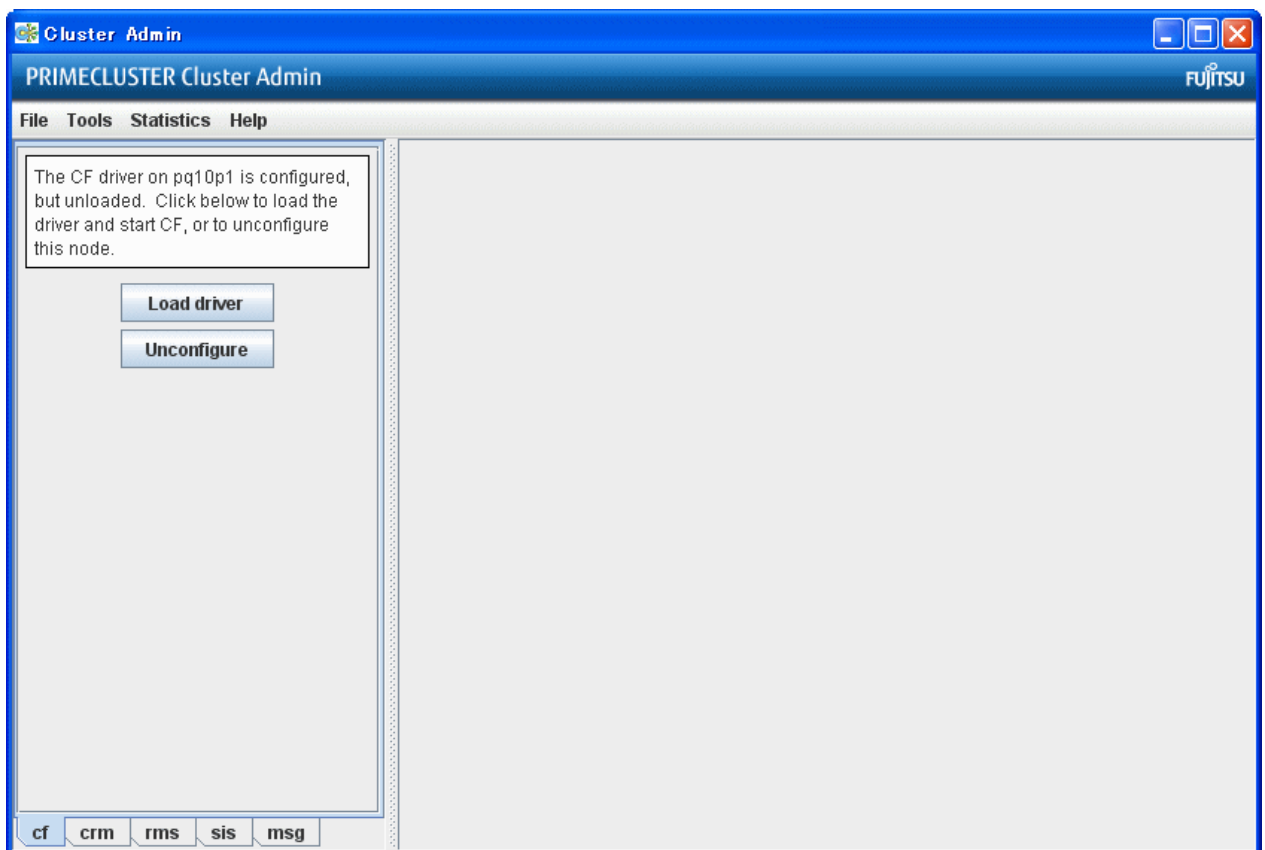 Cluster Admin
PRIMECLUSTER Cluster Admin
FUJITSU
File Tools Statistics Help
The CF driver on pq10p1 is configured,
but unloaded. Click below to load the
driver and start CF, or to unconfigure
this node.
Load driver
Unconfigure
cf crm rms sis msg